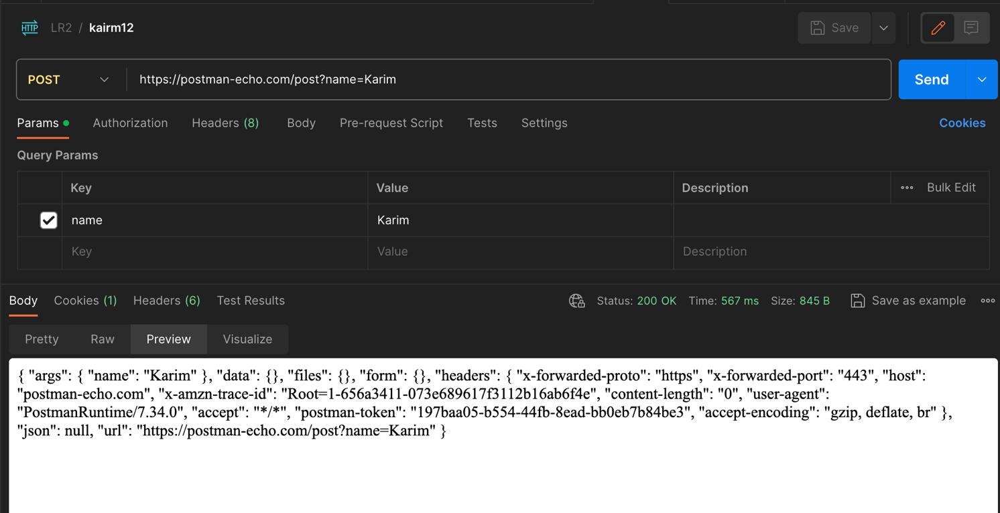 HTTP LR2 / kairm12 Save
POST https://postman-echo.com/post?name=Karim Send
Params Authorization Headers (8) Body Pre-request Script Tests Settings Cookies
Query Params
Key Value Description Bulk Edit
name Karim
Key Value Description
Body Cookies (1) Headers (6) Test Results Status: 200 OK Time: 567 ms Size: 845 B Save as example
Pretty Raw Preview Visualize
{ "args": { "name": "Karim" }, "data": {}, "files": {}, "form": {}, "headers": { "x-forwarded-proto": "https", "x-forwarded-port": "443", "host":
"postman-echo.com", "x-amzn-trace-id": "Root=1-656a3411-073e689617f3112b16ab6f4e", "content-length": "0", "user-agent":
"PostmanRuntime/7.34.0", "accept": "*/*", "postman-token": "197baa05-b554-44fb-8ead-bb0eb7b84be3", "accept-encoding": "gzip, deflate, br" },
"json": null, "url": "https://postman-echo.com/post?name=Karim" }